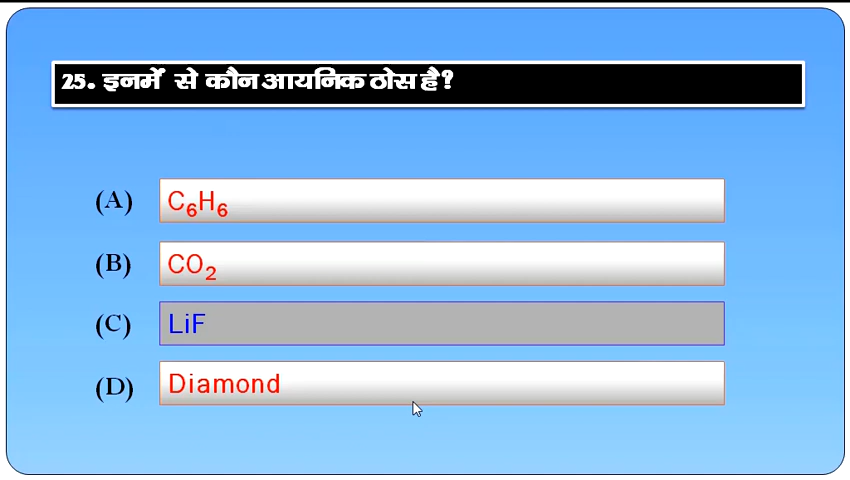 25. इनमें से कौन आयनिक ठोस है?
(A) C₆H₆
(B) CO₂
(C) LiF
(D) Diamond